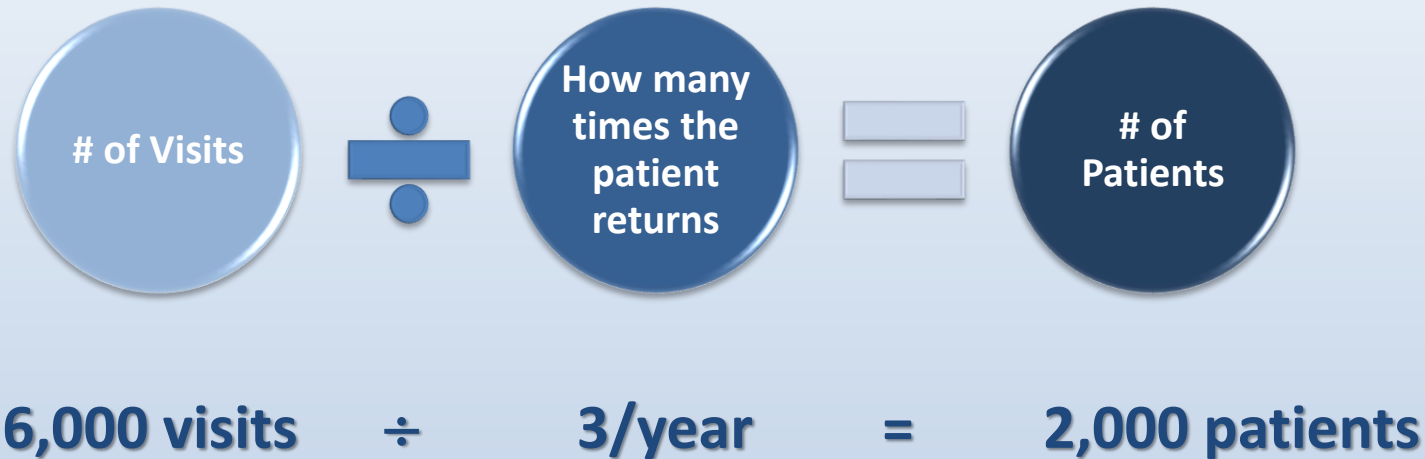 # of Visits
How many
times the
patient
returns
# of
Patients
6,000 visits ÷ 3/year = 2,000 patients